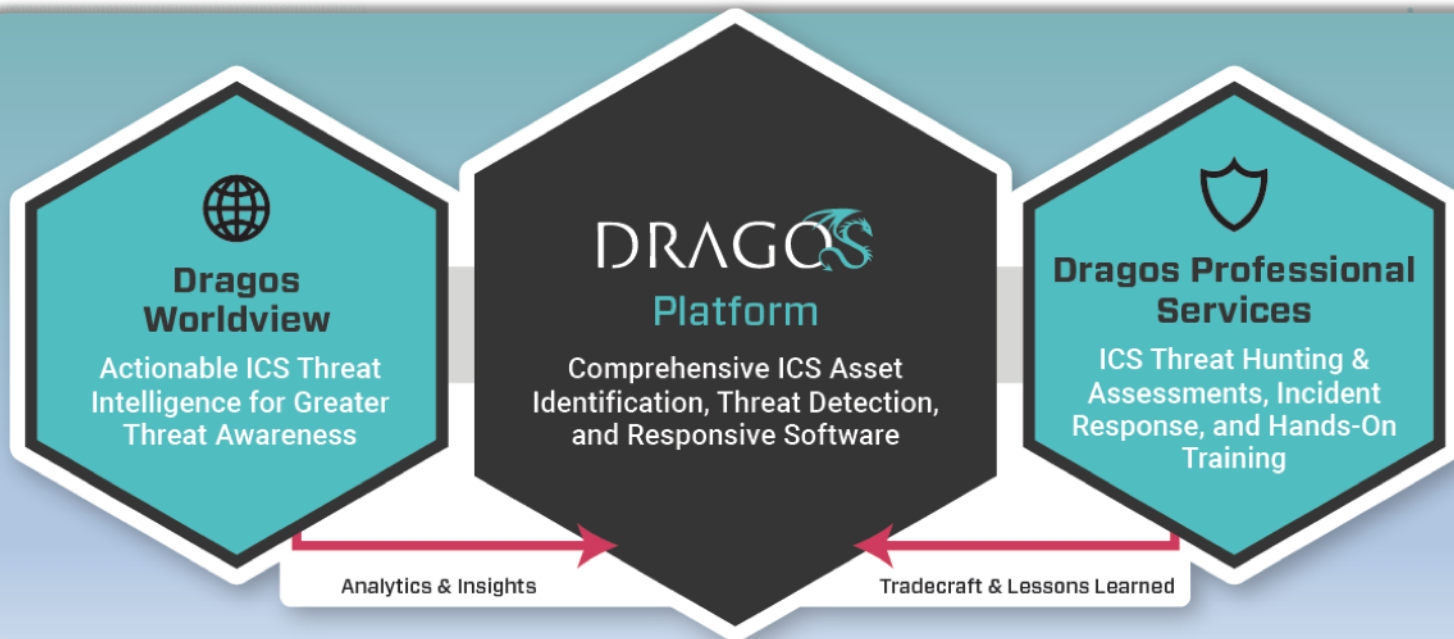 Dragos
Worldview
Actionable ICS Threat
Intelligence for Greater
Threat Awareness
DRAGOS
Platform
Comprehensive ICS Asset
Identification, Threat Detection,
and Responsive Software
Dragos Professional
Services
ICS Threat Hunting &
Assessments, Incident
Response, and Hands-On
Training
Analytics & Insights
Tradecraft & Lessons Learned